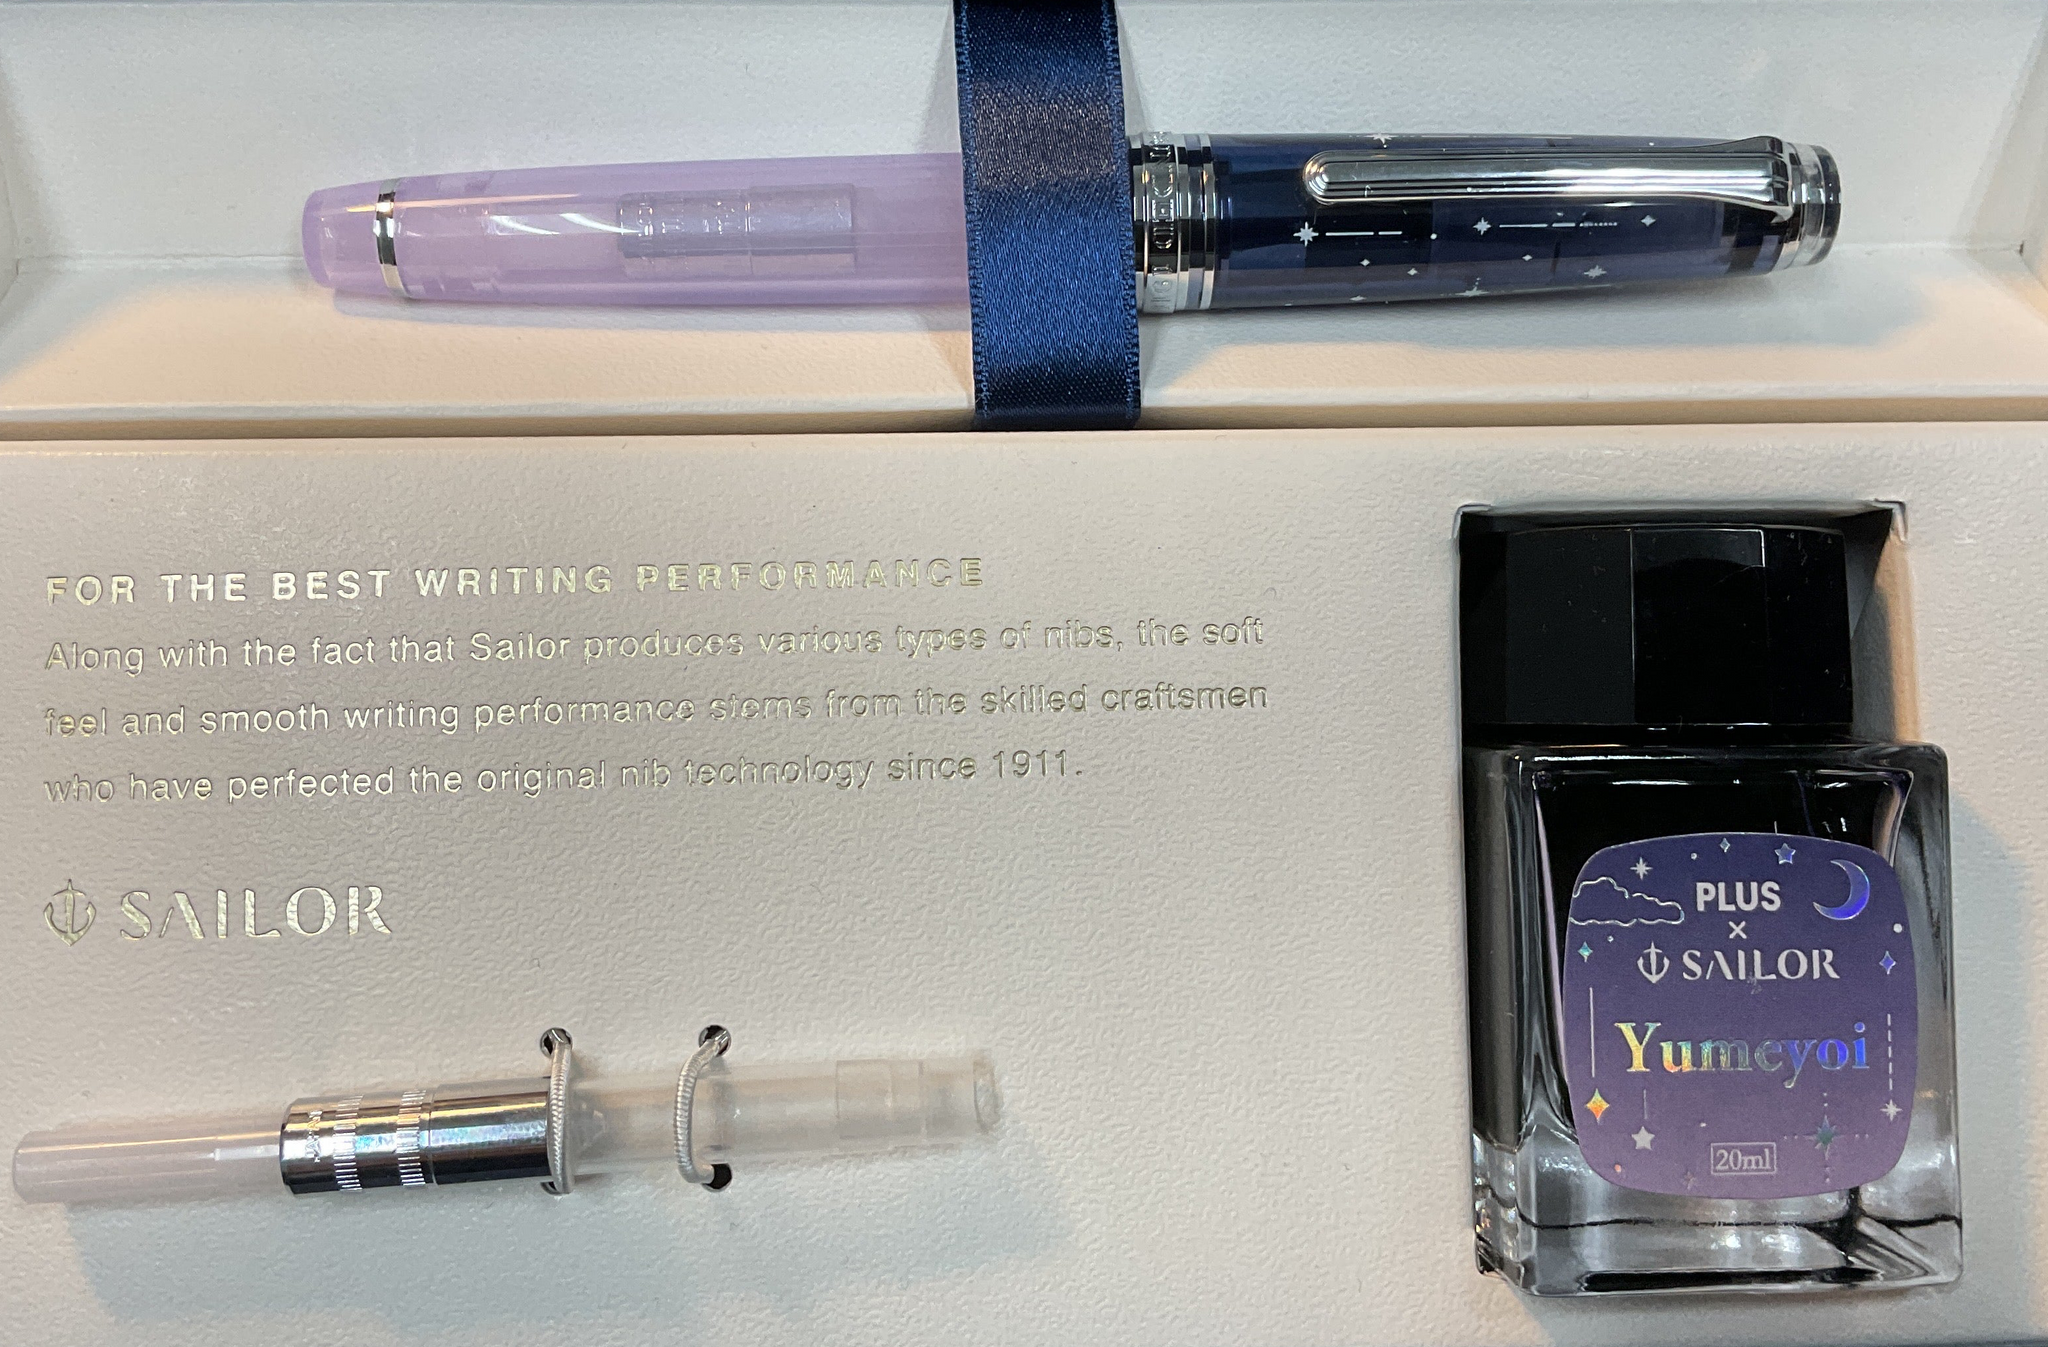 FOR THE BEST WRITING PERFORMANCE
Along with the fact that Sailor produces various types of nibs, the soft
feel and smooth writing performance stems from the skilled craftsmen
who have perfected the original nib technology since 1911.
SAILOR
PLUS
×
SAILOR
Yumeyoi
20ml